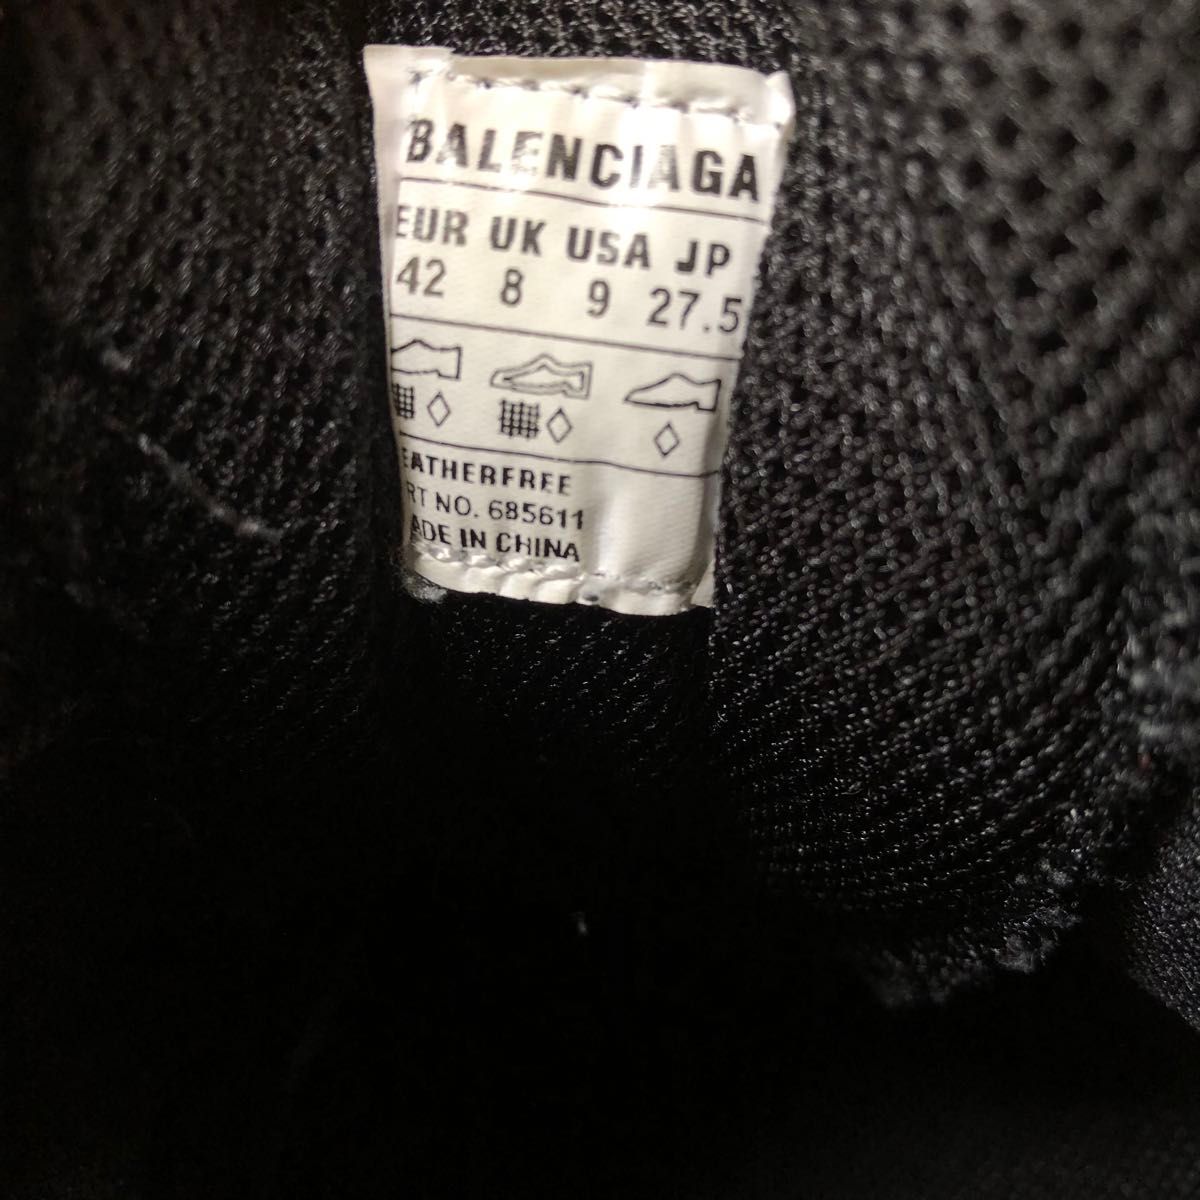 BALENCIAGA
EUR UK USA JP
42 8 9 27.5
EATHERFREE
RT NO. 685611
ADE IN CHINA